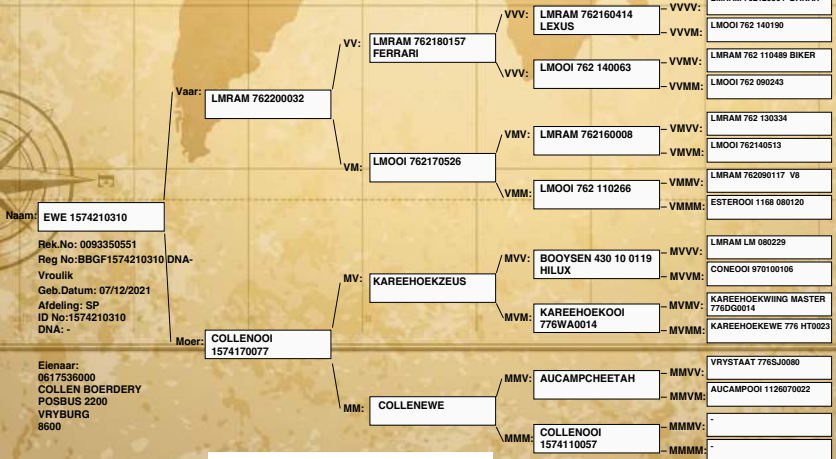 VVVV:
VVV: LMRAM 762160414
LEXUS
VVVM: LMOOI 762 140190
VV: LMRAM 762180157
FERRARI
VVMV: LMRAM 762 110489 BIKER
VVV: LMOOI 762 140063
VVMM: LMOOI 762 090243
Vaar: LMRAM 762200032
VMVV: LMRAM 762 130334
VMV: LMRAM 762160008
VMVM: LMOOI 762140513
VM: LMOOI 762170526
VMMV: LMRAM 762090117 V8
VMM: LMOOI 762 110266
VMMM: ESTEROOI 1168 080120
Naam: EWE 1574210310
Rek.No: 0093350551
Reg No:BBGF1574210310 DNA-
Vroulik
Geb.Datum: 07/12/2021
Afdeling: SP
ID No:1574210310
DNA: -
MVVV: LMRAM LM 080229
MVV: BOOYSEN 430 10 0119
HILUX
MVVM: CONEOOI 970100106
MV: KAREEHOEKZEUS
MVMV: KAREEHOEKWIING MASTER
776DG0014
MVM: KAREEHOEKOOI
776WA0014
MVMM: KAREEHOEKEWE 776 HT0023
Moer: COLLENOOI
1574170077
MMVV: VRYSTAAT 776SJ0080
MMV: AUCAMPCHEETAH
MMVM: AUCAMPOOI 1126070022
MM: COLLENEWE
MMMV: -
MMM: COLLENOOI
1574110057
MMMM: -
Eienaar:
0617536000
COLLEN BOERDERY
POSBUS 2200
VRYBURG
8600